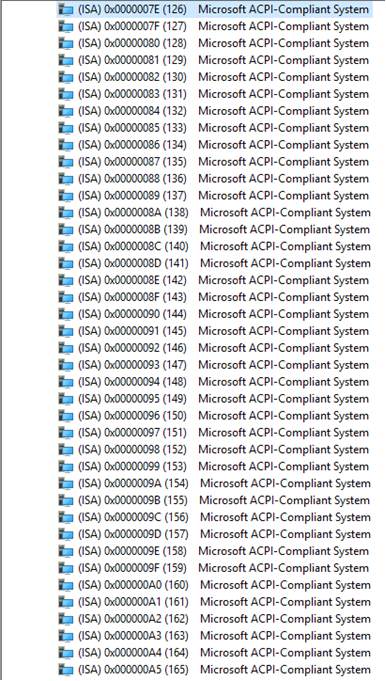 (ISA) 0x0000007E (126) Microsoft ACPI-Compliant System
(ISA) 0x0000007F (127) Microsoft ACPI-Compliant System
(ISA) 0x00000080 (128) Microsoft ACPI-Compliant System
(ISA) 0x00000081 (129) Microsoft ACPI-Compliant System
(ISA) 0x00000082 (130) Microsoft ACPI-Compliant System
(ISA) 0x00000083 (131) Microsoft ACPI-Compliant System
(ISA) 0x00000084 (132) Microsoft ACPI-Compliant System
(ISA) 0x00000085 (133) Microsoft ACPI-Compliant System
(ISA) 0x00000086 (134) Microsoft ACPI-Compliant System
(ISA) 0x00000087 (135) Microsoft ACPI-Compliant System
(ISA) 0x00000088 (136) Microsoft ACPI-Compliant System
(ISA) 0x00000089 (137) Microsoft ACPI-Compliant System
(ISA) 0x0000008A (138) Microsoft ACPI-Compliant System
(ISA) 0x0000008B (139) Microsoft ACPI-Compliant System
(ISA) 0x0000008C (140) Microsoft ACPI-Compliant System
(ISA) 0x0000008D (141) Microsoft ACPI-Compliant System
(ISA) 0x0000008E (142) Microsoft ACPI-Compliant System
(ISA) 0x0000008F (143) Microsoft ACPI-Compliant System
(ISA) 0x00000090 (144) Microsoft ACPI-Compliant System
(ISA) 0x00000091 (145) Microsoft ACPI-Compliant System
(ISA) 0x00000092 (146) Microsoft ACPI-Compliant System
(ISA) 0x00000093 (147) Microsoft ACPI-Compliant System
(ISA) 0x00000094 (148) Microsoft ACPI-Compliant System
(ISA) 0x00000095 (149) Microsoft ACPI-Compliant System
(ISA) 0x00000096 (150) Microsoft ACPI-Compliant System
(ISA) 0x00000097 (151) Microsoft ACPI-Compliant System
(ISA) 0x00000098 (152) Microsoft ACPI-Compliant System
(ISA) 0x00000099 (153) Microsoft ACPI-Compliant System
(ISA) 0x0000009A (154) Microsoft ACPI-Compliant System
(ISA) 0x0000009B (155) Microsoft ACPI-Compliant System
(ISA) 0x0000009C (156) Microsoft ACPI-Compliant System
(ISA) 0x0000009D (157) Microsoft ACPI-Compliant System
(ISA) 0x0000009E (158) Microsoft ACPI-Compliant System
(ISA) 0x0000009F (159) Microsoft ACPI-Compliant System
(ISA) 0x000000A0 (160) Microsoft ACPI-Compliant System
(ISA) 0x000000A1 (161) Microsoft ACPI-Compliant System
(ISA) 0x000000A2 (162) Microsoft ACPI-Compliant System
(ISA) 0x000000A3 (163) Microsoft ACPI-Compliant System
(ISA) 0x000000A4 (164) Microsoft ACPI-Compliant System
(ISA) 0x000000A5 (165) Microsoft ACPI-Compliant System